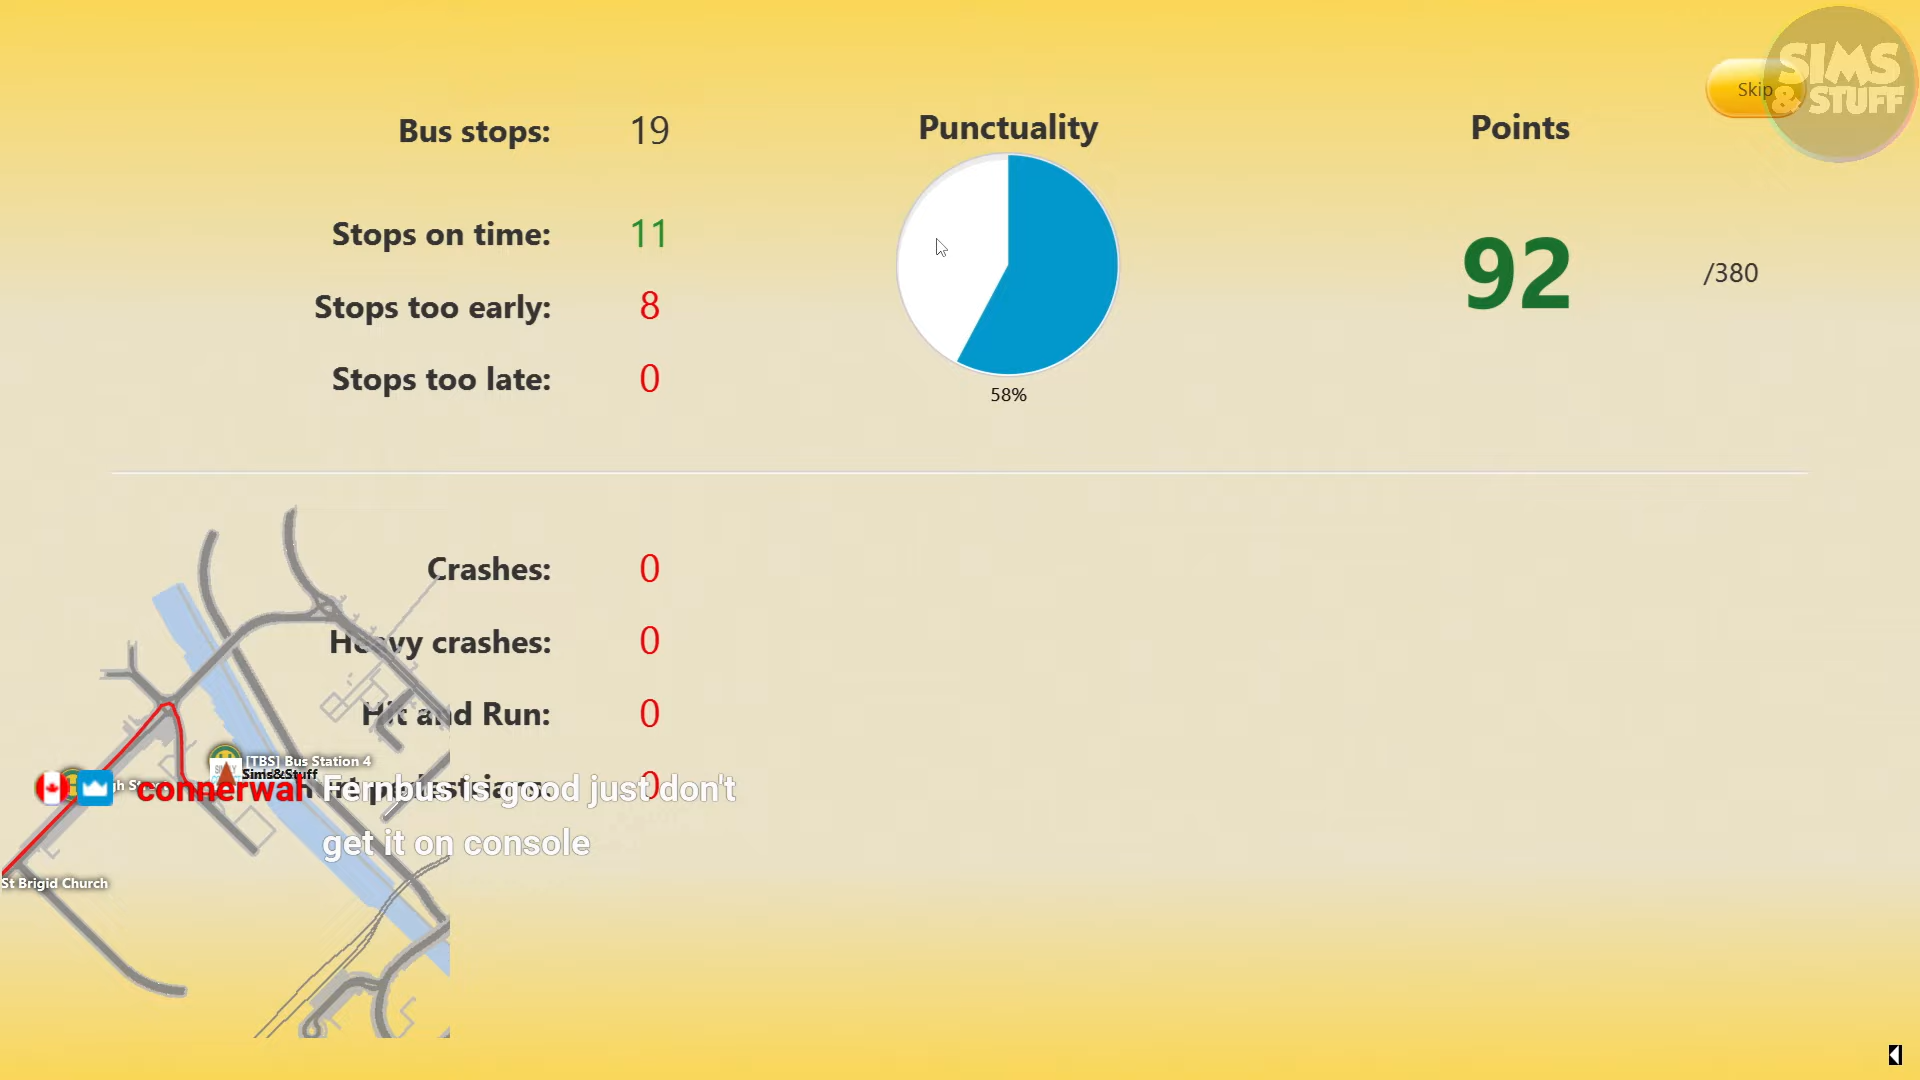 SIMS
& STUFF
Skip
Bus stops: 19
Punctuality
Points
Stops on time: 11
92 /380
Stops too early: 8
Stops too late: 0
58%
Crashes: 0
Heavy crashes: 0
Hit and Run: 0
[TBS] Bus Station 4
Sims&Stuff
connerwah Fernbus is good just don't
get it on console
St Brigid Church